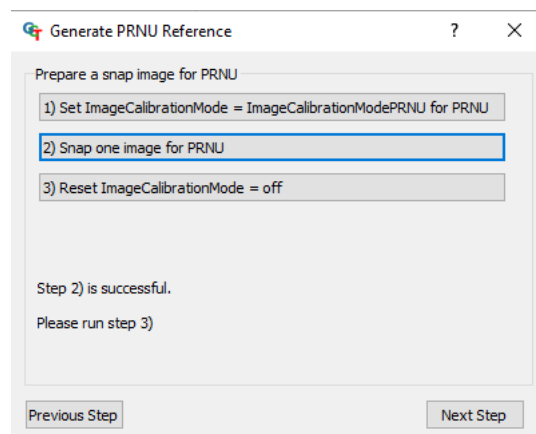 Generate PRNU Reference
?
Prepare a snap image for PRNU
1) Set ImageCalibrationMode = ImageCalibrationModePRNU for PRNU
2) Snap one image for PRNU
3) Reset ImageCalibrationMode = off
Step 2) is successful.
Please run step 3)
Previous Step
Next Step